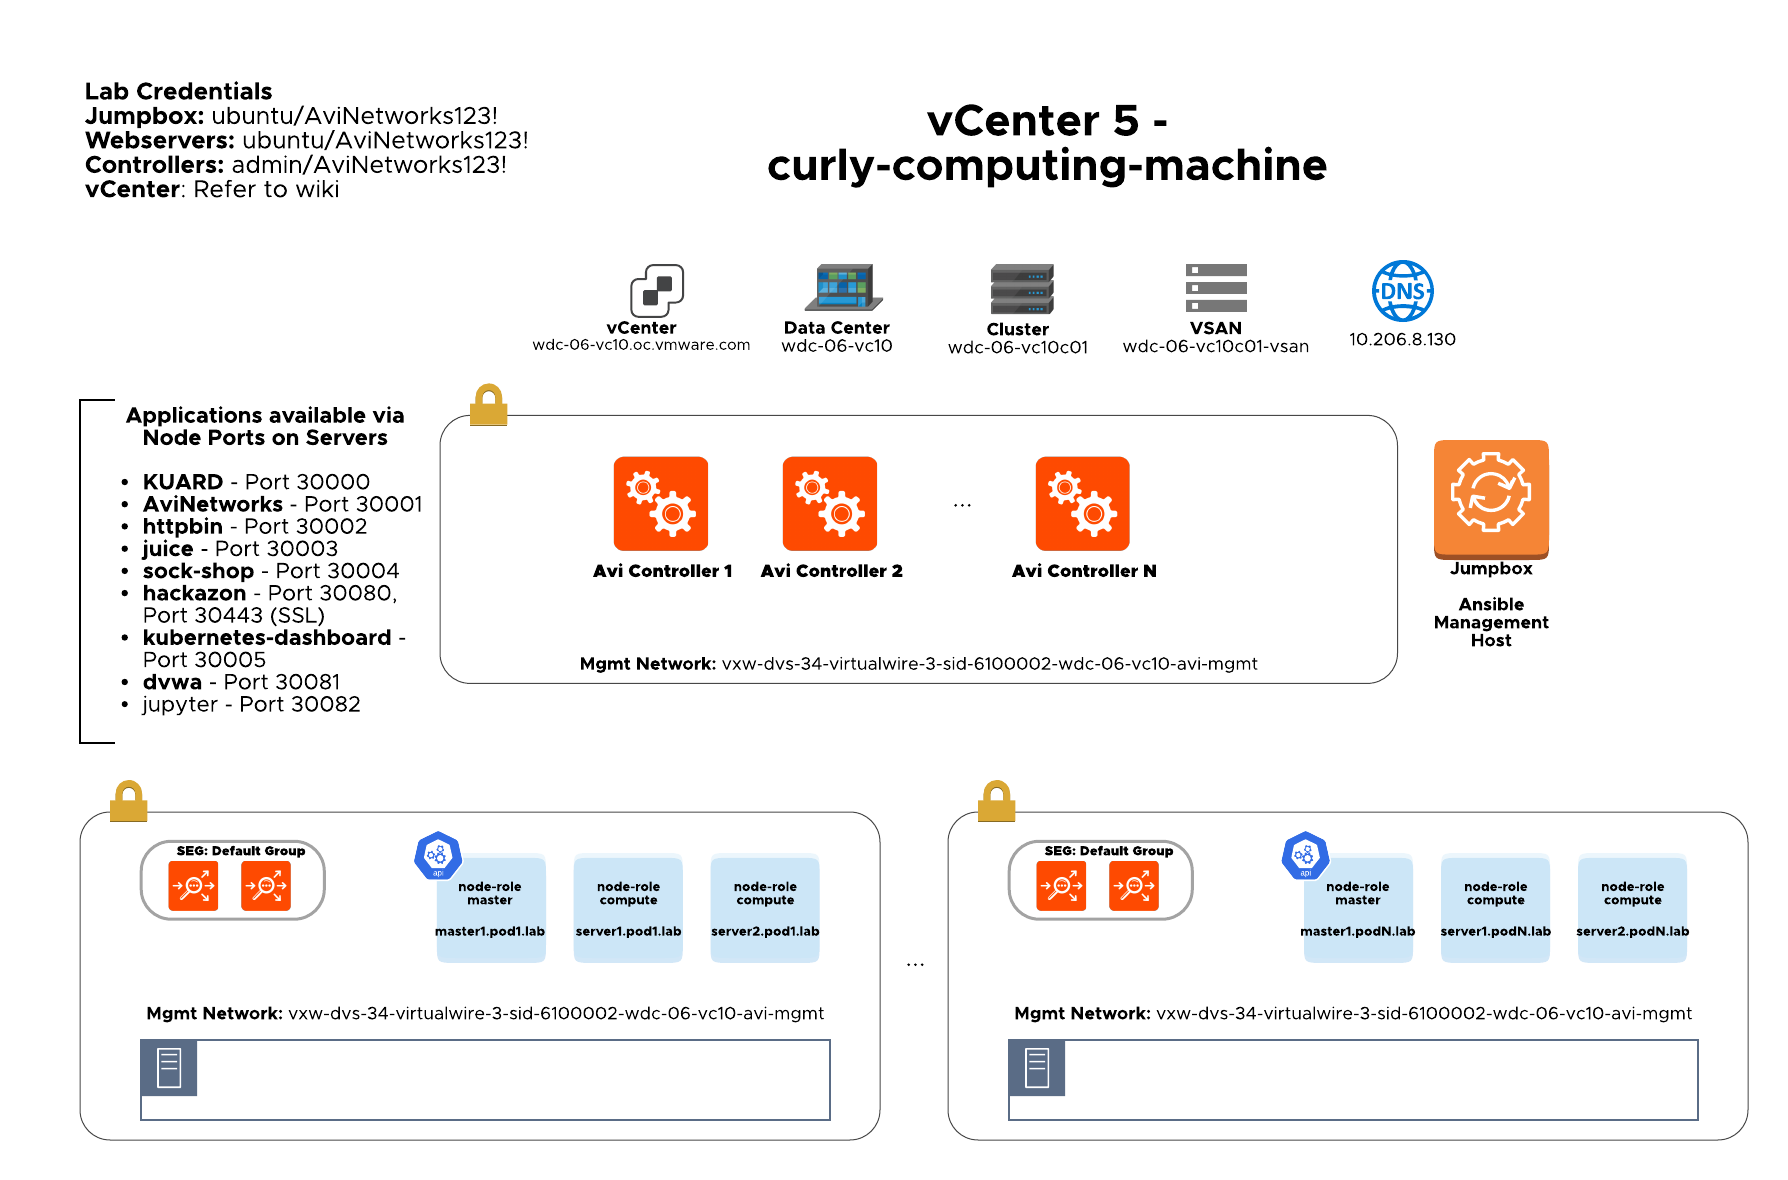 Lab Credentials
Jumpbox: ubuntu/AviNetworks123!
Webservers: ubuntu/AviNetworks123!
Controllers: admin/AviNetworks123!
vCenter: Refer to wiki
vCenter 5 -
curly-computing-machine
vCenter
wdc-06-vc10.oc.vmware.com
Data Center
wdc-06-vc10
Cluster
wdc-06-vc10c01
VSAN
wdc-06-vc10c01-vsan
DNS
10.206.8.130
Applications available via
Node Ports on Servers
• KUARD - Port 30000
• AviNetworks - Port 30001
• httpbin - Port 30002
• juice - Port 30003
• sock-shop - Port 30004
• hackazon - Port 30080,
Port 30443 (SSL)
• kubernetes-dashboard -
Port 30005
• dvwa - Port 30081
• jupyter - Port 30082
Avi Controller 1
Avi Controller 2
...
Avi Controller N
Mgmt Network: vxw-dvs-34-virtualwire-3-sid-6100002-wdc-06-vc10-avi-mgmt
Jumpbox
Ansible
Management
Host
SEG: Default Group
api
node-role
master
master1.pod1.lab
node-role
compute
server1.pod1.lab
node-role
compute
server2.pod1.lab
Mgmt Network: vxw-dvs-34-virtualwire-3-sid-6100002-wdc-06-vc10-avi-mgmt
...
SEG: Default Group
api
node-role
master
master1.podN.lab
node-role
compute
server1.podN.lab
node-role
compute
server2.podN.lab
Mgmt Network: vxw-dvs-34-virtualwire-3-sid-6100002-wdc-06-vc10-avi-mgmt